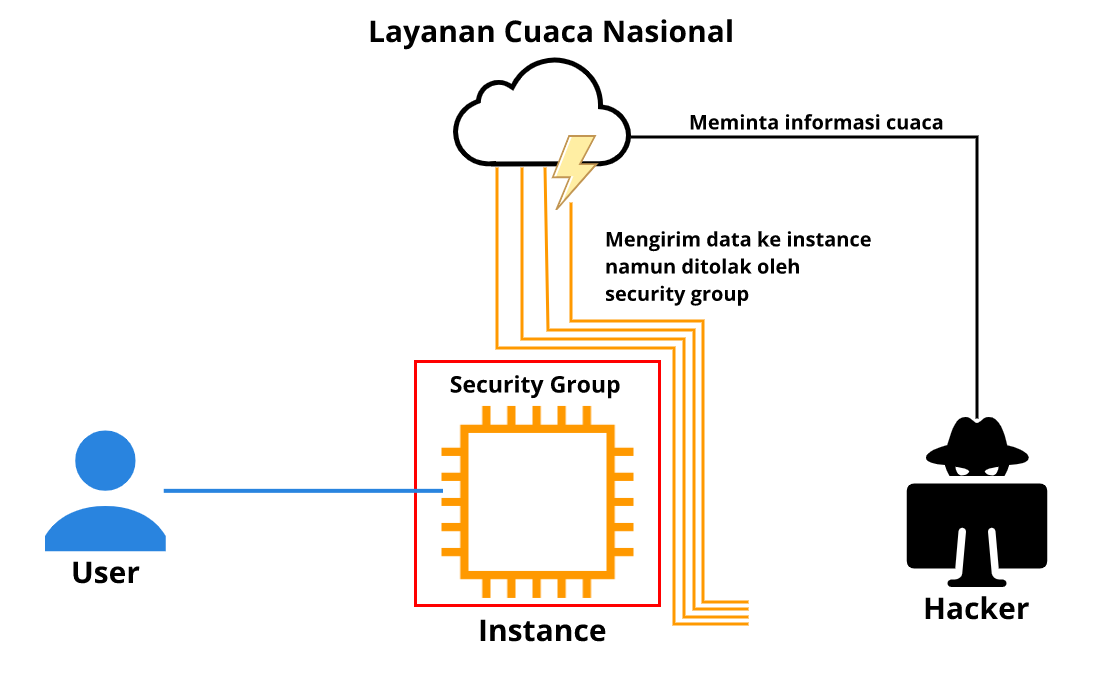 Layanan Cuaca Nasional
Meminta informasi cuaca
Mengirim data ke instance
namun ditolak oleh
security group
Security Group
User
Instance
Hacker